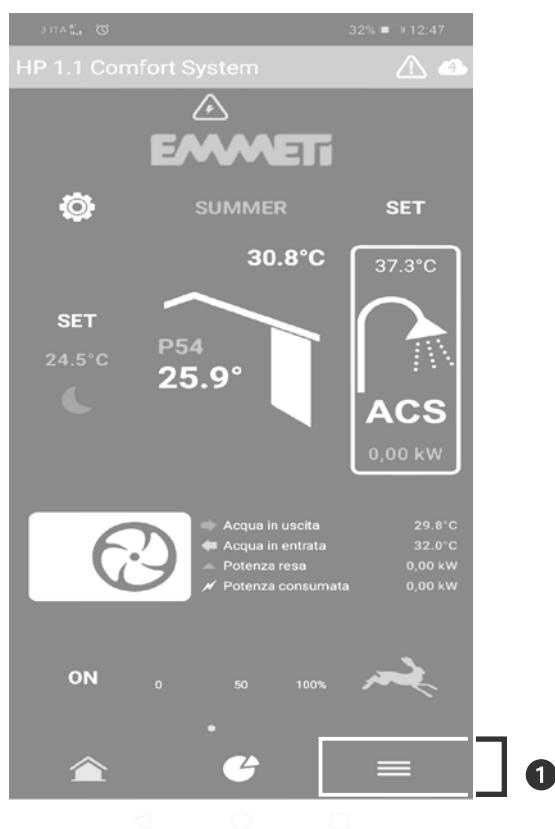 3 ITA 32% 12:47
HP 1.1 Comfort System 4
EMMETI
SUMMER SET
30.8°C 37.3°C
SET
24.5°C P54
25.9°
ACS
0,00 kW
Acqua in uscita 29.8°C
Acqua in entrata 32.0°C
Potenza resa 0,00 kW
Potenza consumata 0,00 kW
ON 0 50 100%
1